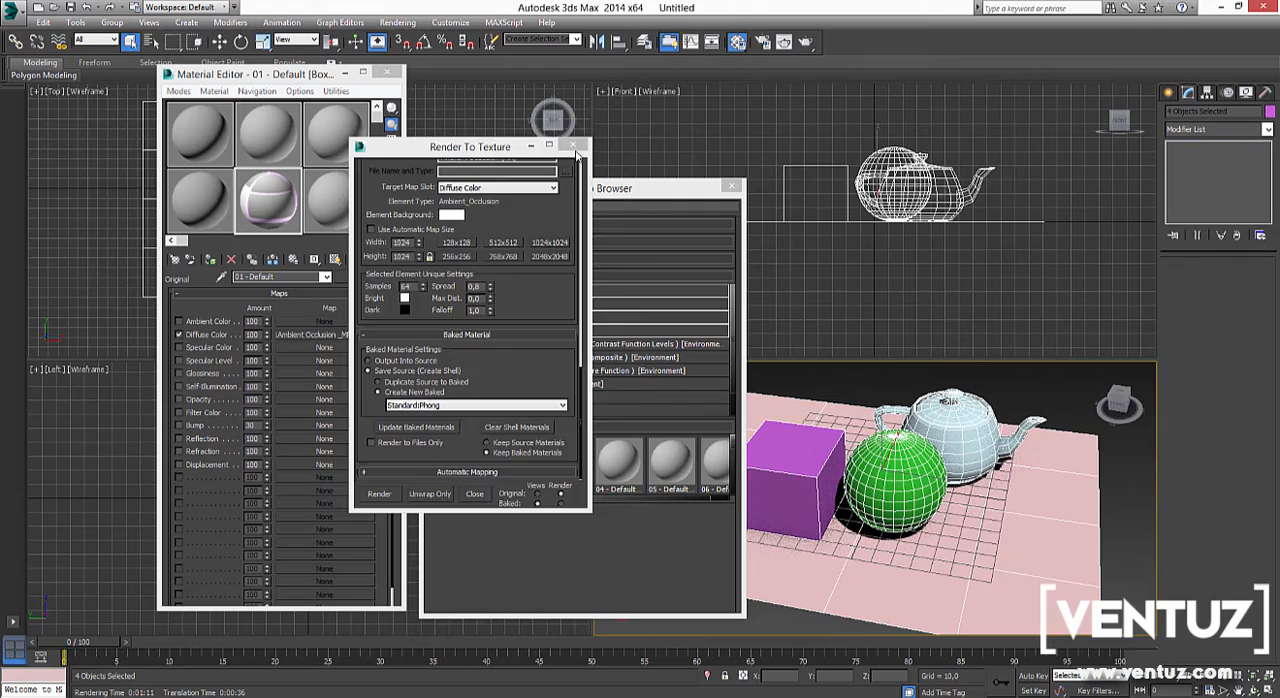 Workspace: Default
Autodesk 3ds Max 2014 x64
Untitled
Type a keyword or phrase
Edit
Tools
Group
Views
Create
Modifiers
Animation
Graph Editors
Rendering
Customize
MAXScript
Help
All
View
Create Selection Se
Modeling
Freeform
Selection
Object Paint
Populate
Polygon Modeling
[+] [Top] [Wireframe]
[+] [Front] [Wireframe]
[+] [Left] [Wireframe]
Material Editor - 01 - Default [Box...
Modes
Material
Navigation
Options
Utilities
Original
01 - Default
Maps
Amount
Map
Ambient Color . . 100 None
Diffuse Color . . . 100 (Ambient Occlusion _MF
Specular Color . . 100 None
Specular Level . . 100 None
Glossiness . . . . 100 None
Self-Illumination . 100 None
Opacity . . . . . 100 None
Filter Color . . . . 100 None
Bump . . . . . . 30 None
Reflection . . . . 100 None
Refraction . . . . 100 None
Displacement . . 100 None
100 None
100 None
100 None
100 None
100 None
100 None
100 None
100 None
100 None
100 None
Render To Texture
File Name and Type:
Target Map Slot: Diffuse Color
Element Type: Ambient_Occlusion
Element Background:
Use Automatic Map Size
Width: 1024 128x128 512x512 1024x1024
Height: 1024 256x256 768x768 2048x2048
Selected Element Unique Settings
Samples 64 Spread 0,8
Bright Max Dist. 0,0
Dark Falloff 1,0
Baked Material
Baked Material Settings
Output Into Source
Save Source (Create Shell)
Duplicate Source to Baked
Create New Baked
Standard:Phong
Update Baked Materials
Clear Shell Materials
Render to Files Only
Keep Source Materials
Keep Baked Materials
Automatic Mapping
Views Render
Render
Unwrap Only
Close
Original:
Baked:
Browser
Contrast Function Levels ) [Environme...
mposite ) [Environment]
re Function ) [Environment]
nt]
04 - Default...
05 - Default...
06 - Def
4 Objects Selected
Modifier List
FRONT
[VENTUZ]
www.ventuz.com
0 / 100
5 10 15 20 25 30 35 40 45 50 55 60 65 70 75 80 85 90 95 100
4 Objects Selected
X:
Y:
Z:
Grid = 10,0
Auto Key
Selected
Welcome to M
Rendering Time 0:01:11
Translation Time 0:00:36
Add Time Tag
Set Key
Key Filters...